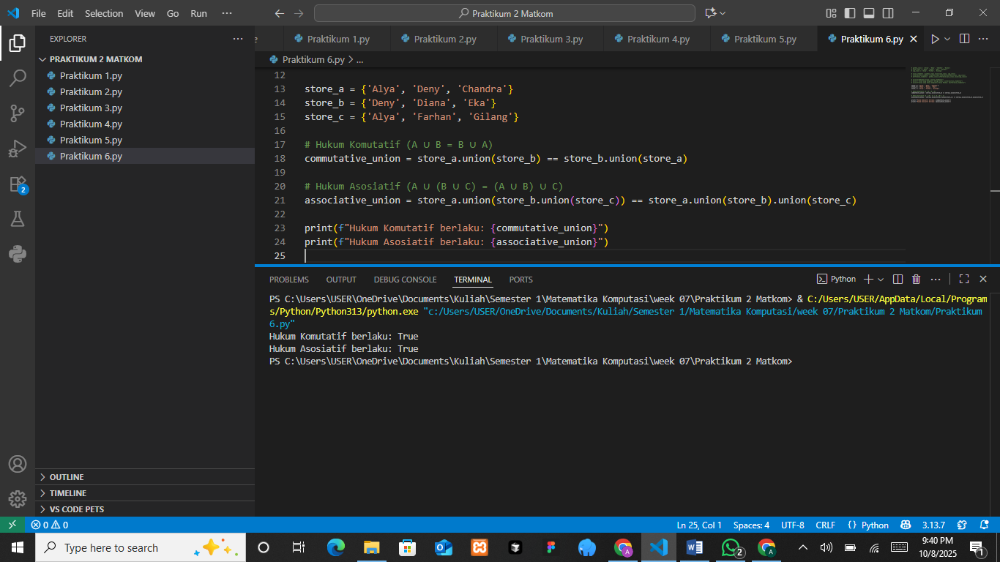 File Edit Selection View Go Run ··· Praktikum 2 Matkom
EXPLORER ···
PRAKTIKUM 2 MATKOM
Praktikum 1.py
Praktikum 2.py
Praktikum 3.py
Praktikum 4.py
Praktikum 5.py
Praktikum 6.py
OUTLINE
TIMELINE
VS CODE PETS
2
e Praktikum 1.py Praktikum 2.py Praktikum 3.py Praktikum 4.py Praktikum 5.py Praktikum 6.py
Praktikum 6.py > ...
12
13 store_a = {'Alya', 'Deny', 'Chandra'}
14 store_b = {'Deny', 'Diana', 'Eka'}
15 store_c = {'Alya', 'Farhan', 'Gilang'}
16
17 # Hukum Komutatif (A ∪ B = B ∪ A)
18 commutative_union = store_a.union(store_b) == store_b.union(store_a)
19
20 # Hukum Asosiatif (A ∪ (B ∪ C) = (A ∪ B) ∪ C)
21 associative_union = store_a.union(store_b.union(store_c)) == store_a.union(store_b).union(store_c)
22
23 print(f"Hukum Komutatif berlaku: {commutative_union}")
24 print(f"Hukum Asosiatif berlaku: {associative_union}")
25
PROBLEMS OUTPUT DEBUG CONSOLE TERMINAL PORTS Python
PS C:\Users\USER\OneDrive\Documents\Kuliah\Semester 1\Matematika Komputasi\week 07\Praktikum 2 Matkom> & C:/Users/USER/AppData/Local/Program
s/Python/Python313/python.exe "c:/Users/USER/OneDrive/Documents/Kuliah/Semester 1/Matematika Komputasi/week 07/Praktikum 2 Matkom/Praktikum
6.py"
Hukum Komutatif berlaku: True
Hukum Asosiatif berlaku: True
PS C:\Users\USER\OneDrive\Documents\Kuliah\Semester 1\Matematika Komputasi\week 07\Praktikum 2 Matkom>
0 0 Ln 25, Col 1 Spaces: 4 UTF-8 CRLF {} Python 3.13.7
Type here to search
A 2 A
9:40 PM
10/8/2025
1